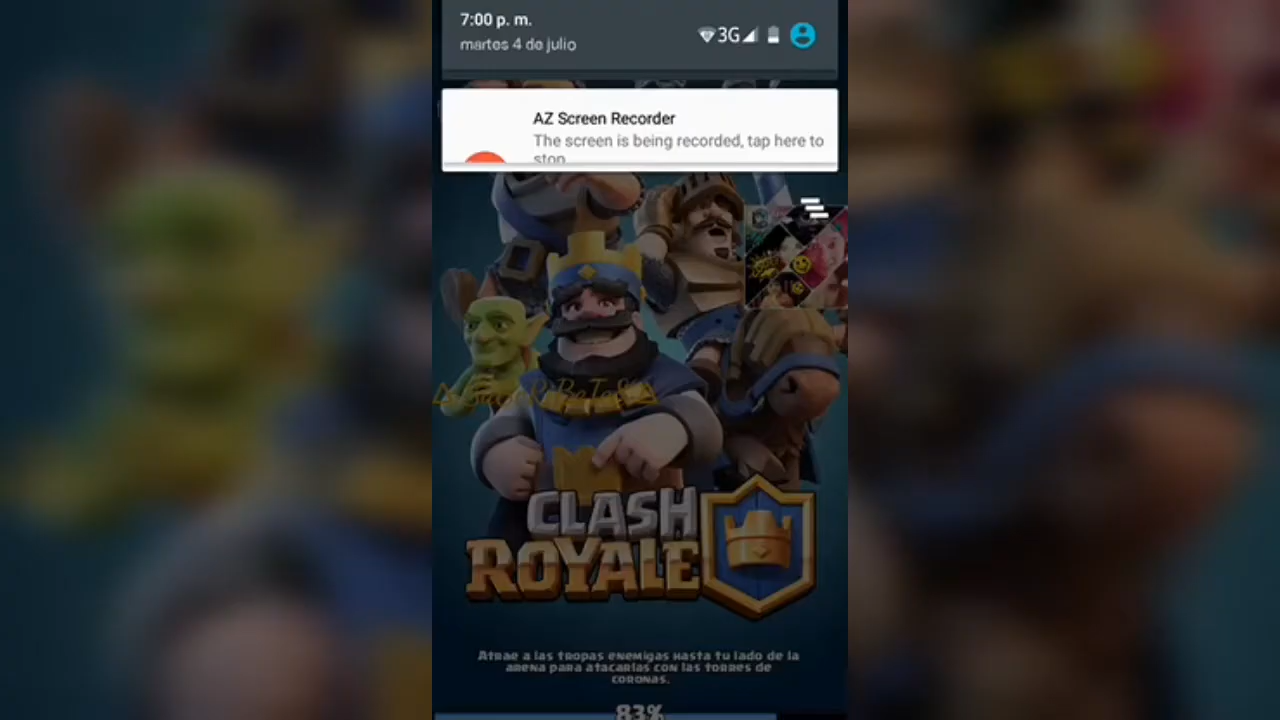 7:00 p. m.
martes 4 de julio
3G
AZ Screen Recorder
The screen is being recorded, tap here to
stop
CLASH
ROYALE
Atrae a las tropas enemigas hasta tu lado de la
arena para atacarlas con las torres de
coronas.
83%